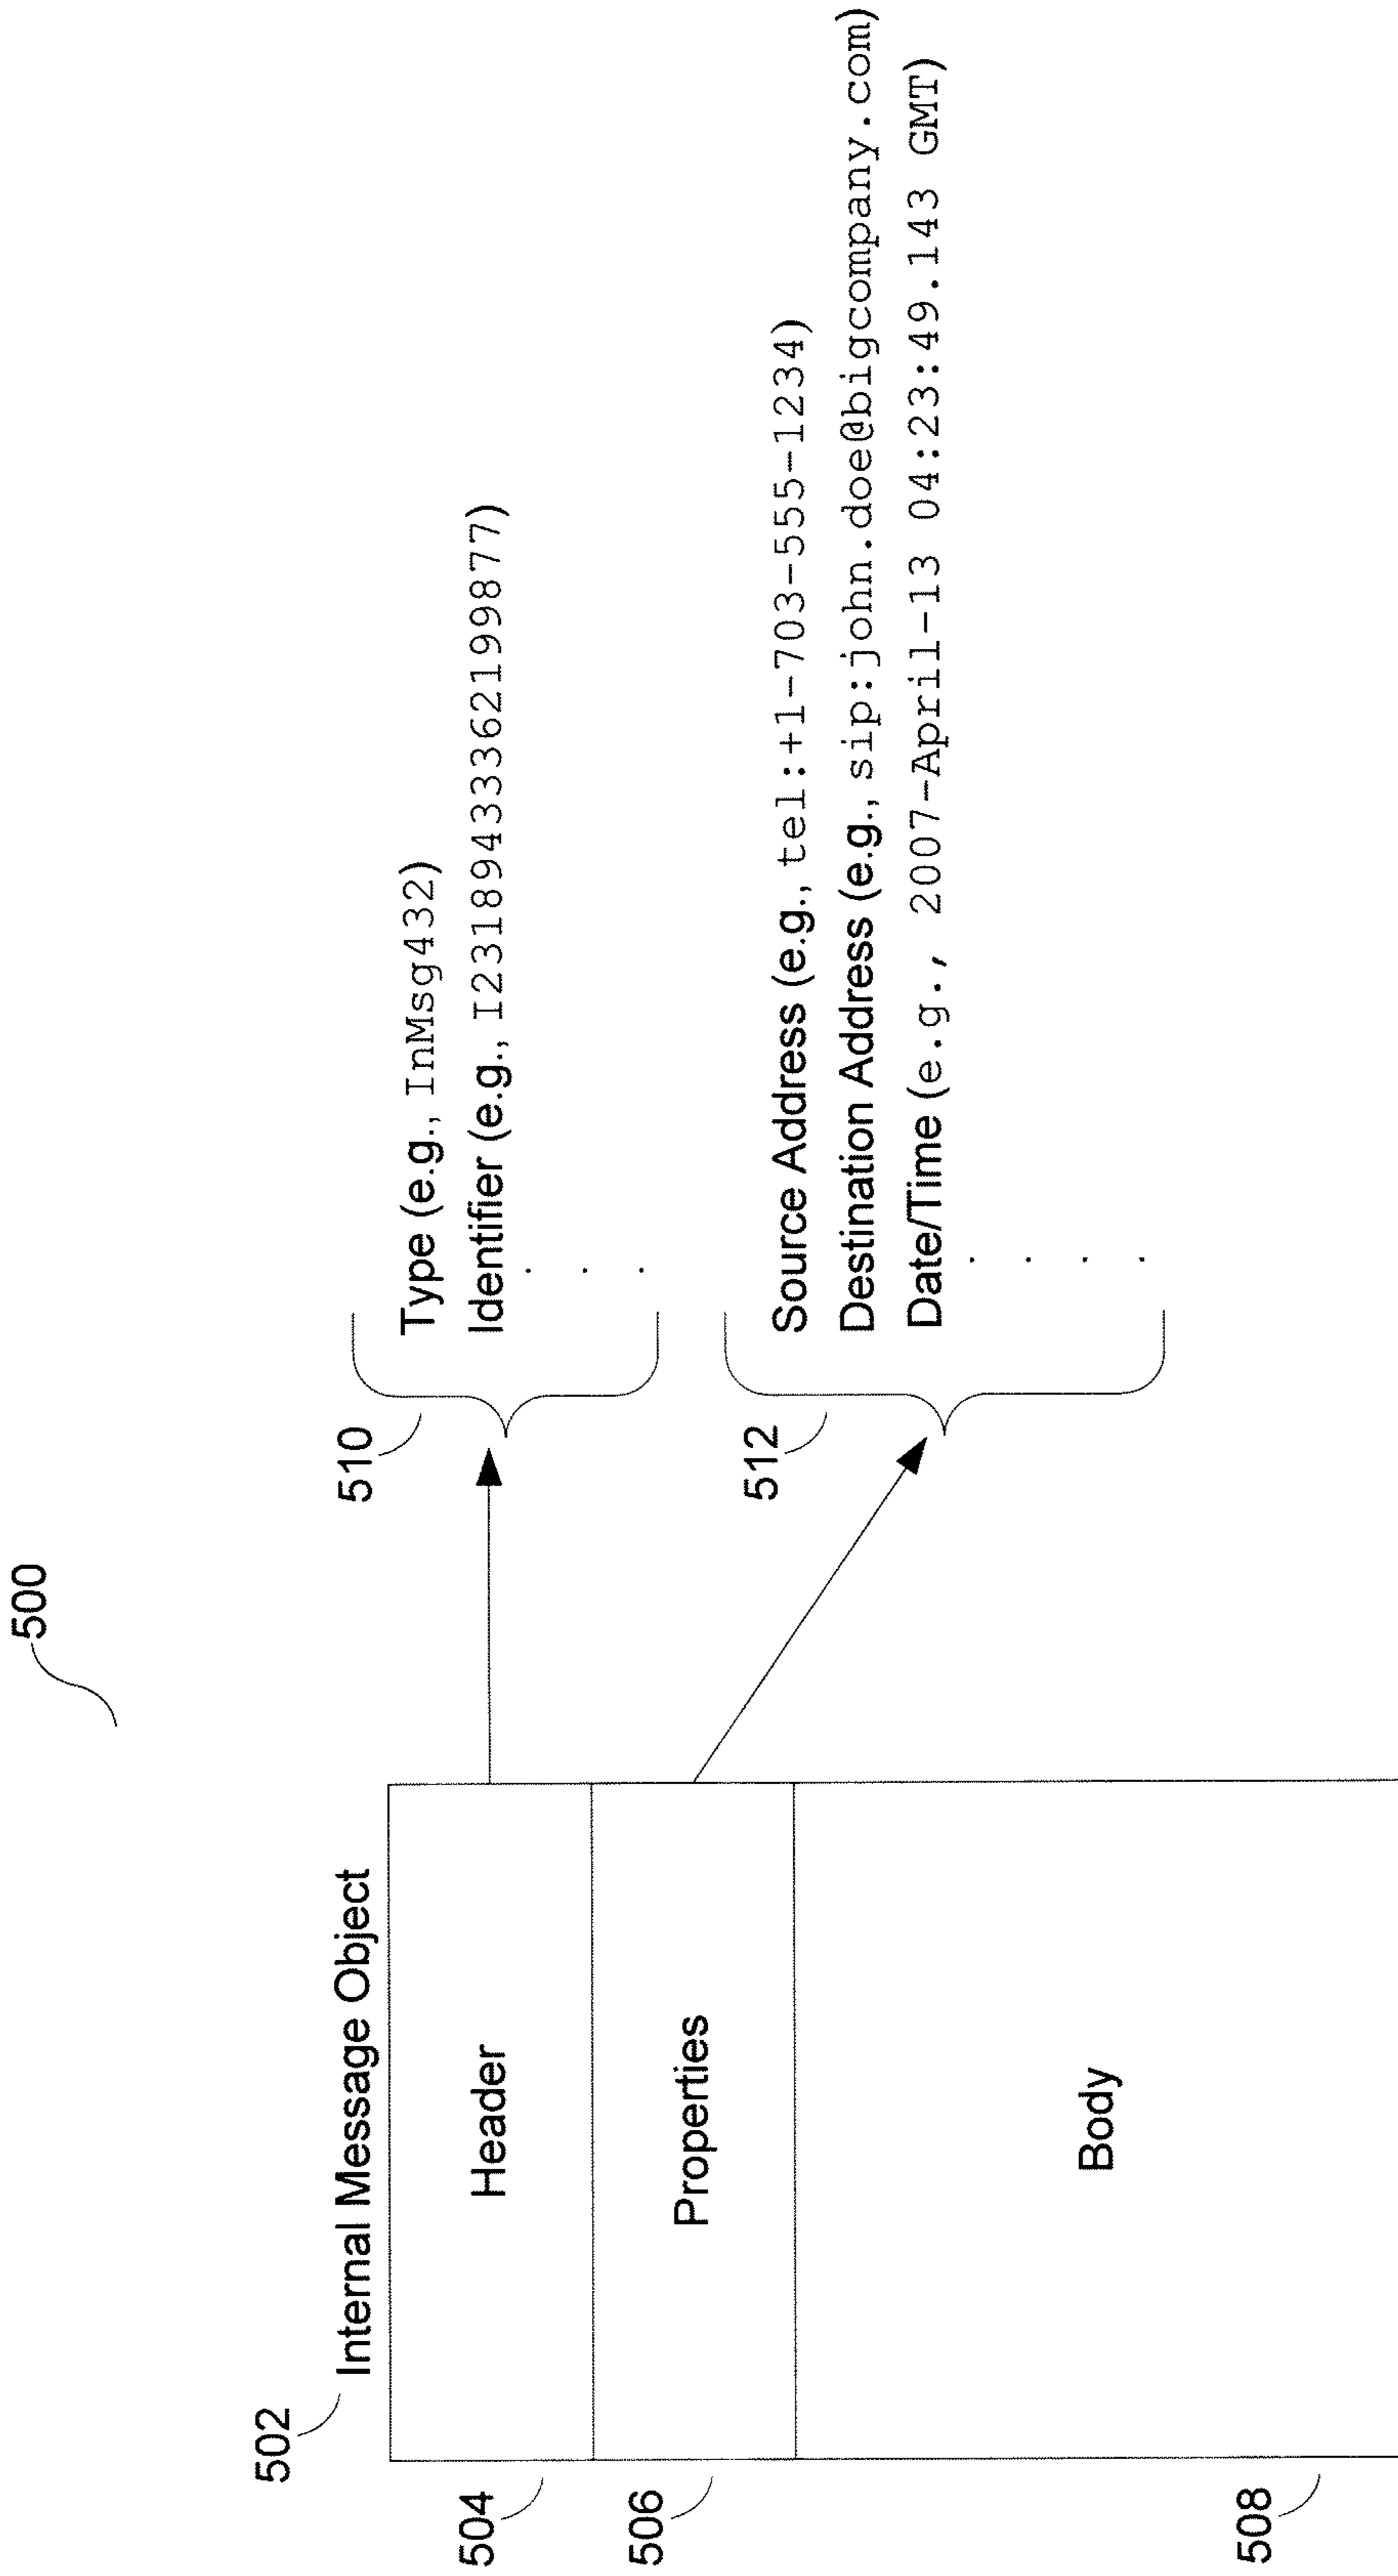 500
502
Internal Message Object
504
Header
506
Properties
508
Body
510
Type (e.g., InMsg432)
Identifier (e.g., I23189433362199877)
.
.
.
512
Source Address (e.g., tel:+1-703-555-1234)
Destination Address (e.g., sip:john.doe@bigcompany.com)
Date/Time (e.g., 2007-April-13 04:23:49.143 GMT)
.
.
.
.